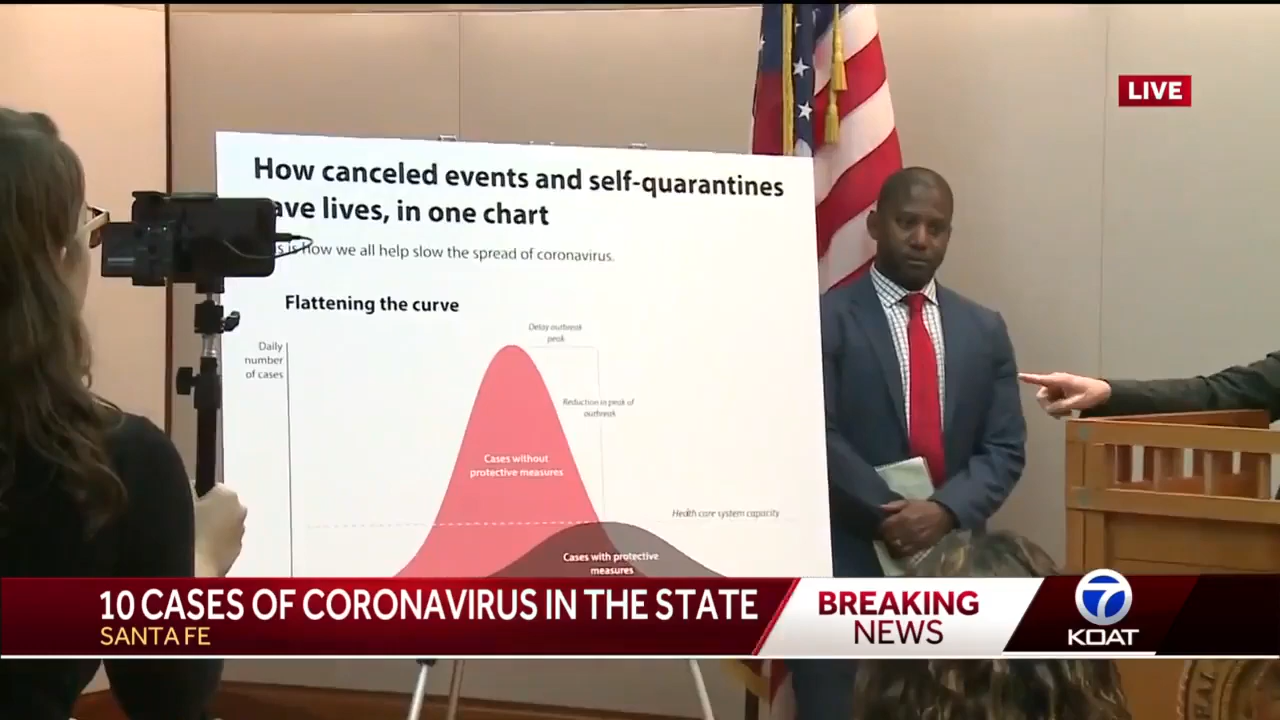 LIVE
How canceled events and self-quarantines
ave lives, in one chart
s is how we all help slow the spread of coronavirus.
Flattening the curve
Daily
number
of cases
Delay outbreak
peak
Reduction in peak of
outbreak
Cases without
protective measures
Health care system capacity
Cases with protective
measures
10 CASES OF CORONAVIRUS IN THE STATE
SANTA FE
BREAKING
NEWS
7
KOAT